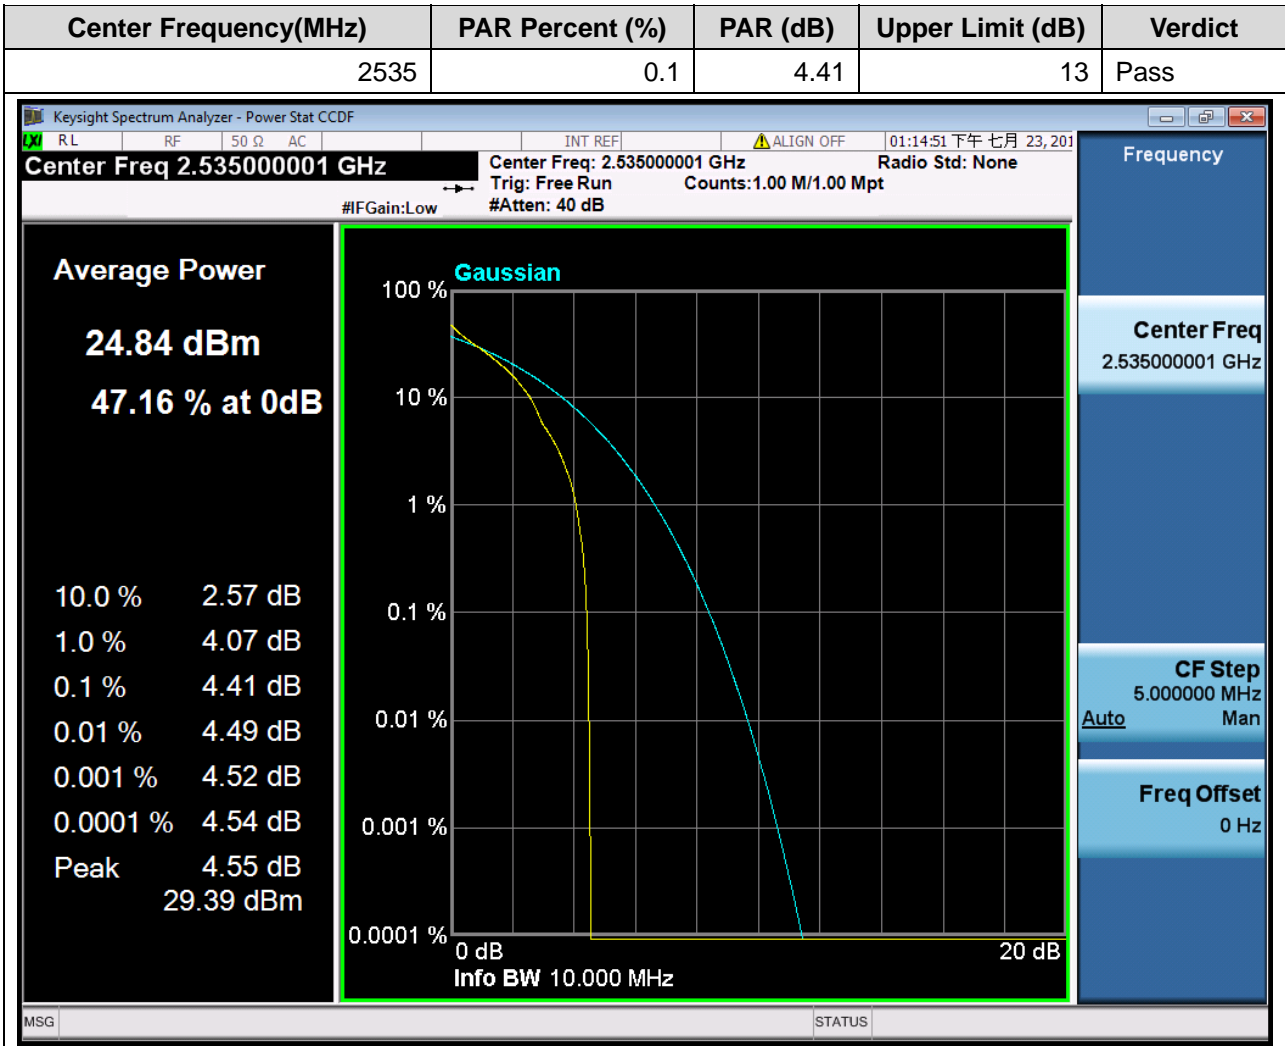 Center Frequency(MHz) PAR Percent (%) PAR (dB) Upper Limit (dB) Verdict
2535 0.1 4.41 13 Pass
Keysight Spectrum Analyzer - Power Stat CCDF
LXI RL RF 50 Ω AC INT REF ALIGN OFF 01:14:51 下午 七月 23, 201
Center Freq 2.535000001 GHz
Center Freq: 2.535000001 GHz Radio Std: None
Trig: Free Run Counts:1.00 M/1.00 Mpt
#IFGain:Low #Atten: 40 dB
Frequency
Average Power
24.84 dBm
47.16 % at 0dB
10.0 % 2.57 dB
1.0 % 4.07 dB
0.1 % 4.41 dB
0.01 % 4.49 dB
0.001 % 4.52 dB
0.0001 % 4.54 dB
Peak 4.55 dB
29.39 dBm
Gaussian
100 %
10 %
1 %
0.1 %
0.01 %
0.001 %
0.0001 %
0 dB 20 dB
Info BW 10.000 MHz
Center Freq
2.535000001 GHz
CF Step
5.000000 MHz
Auto Man
Freq Offset
0 Hz
MSG STATUS